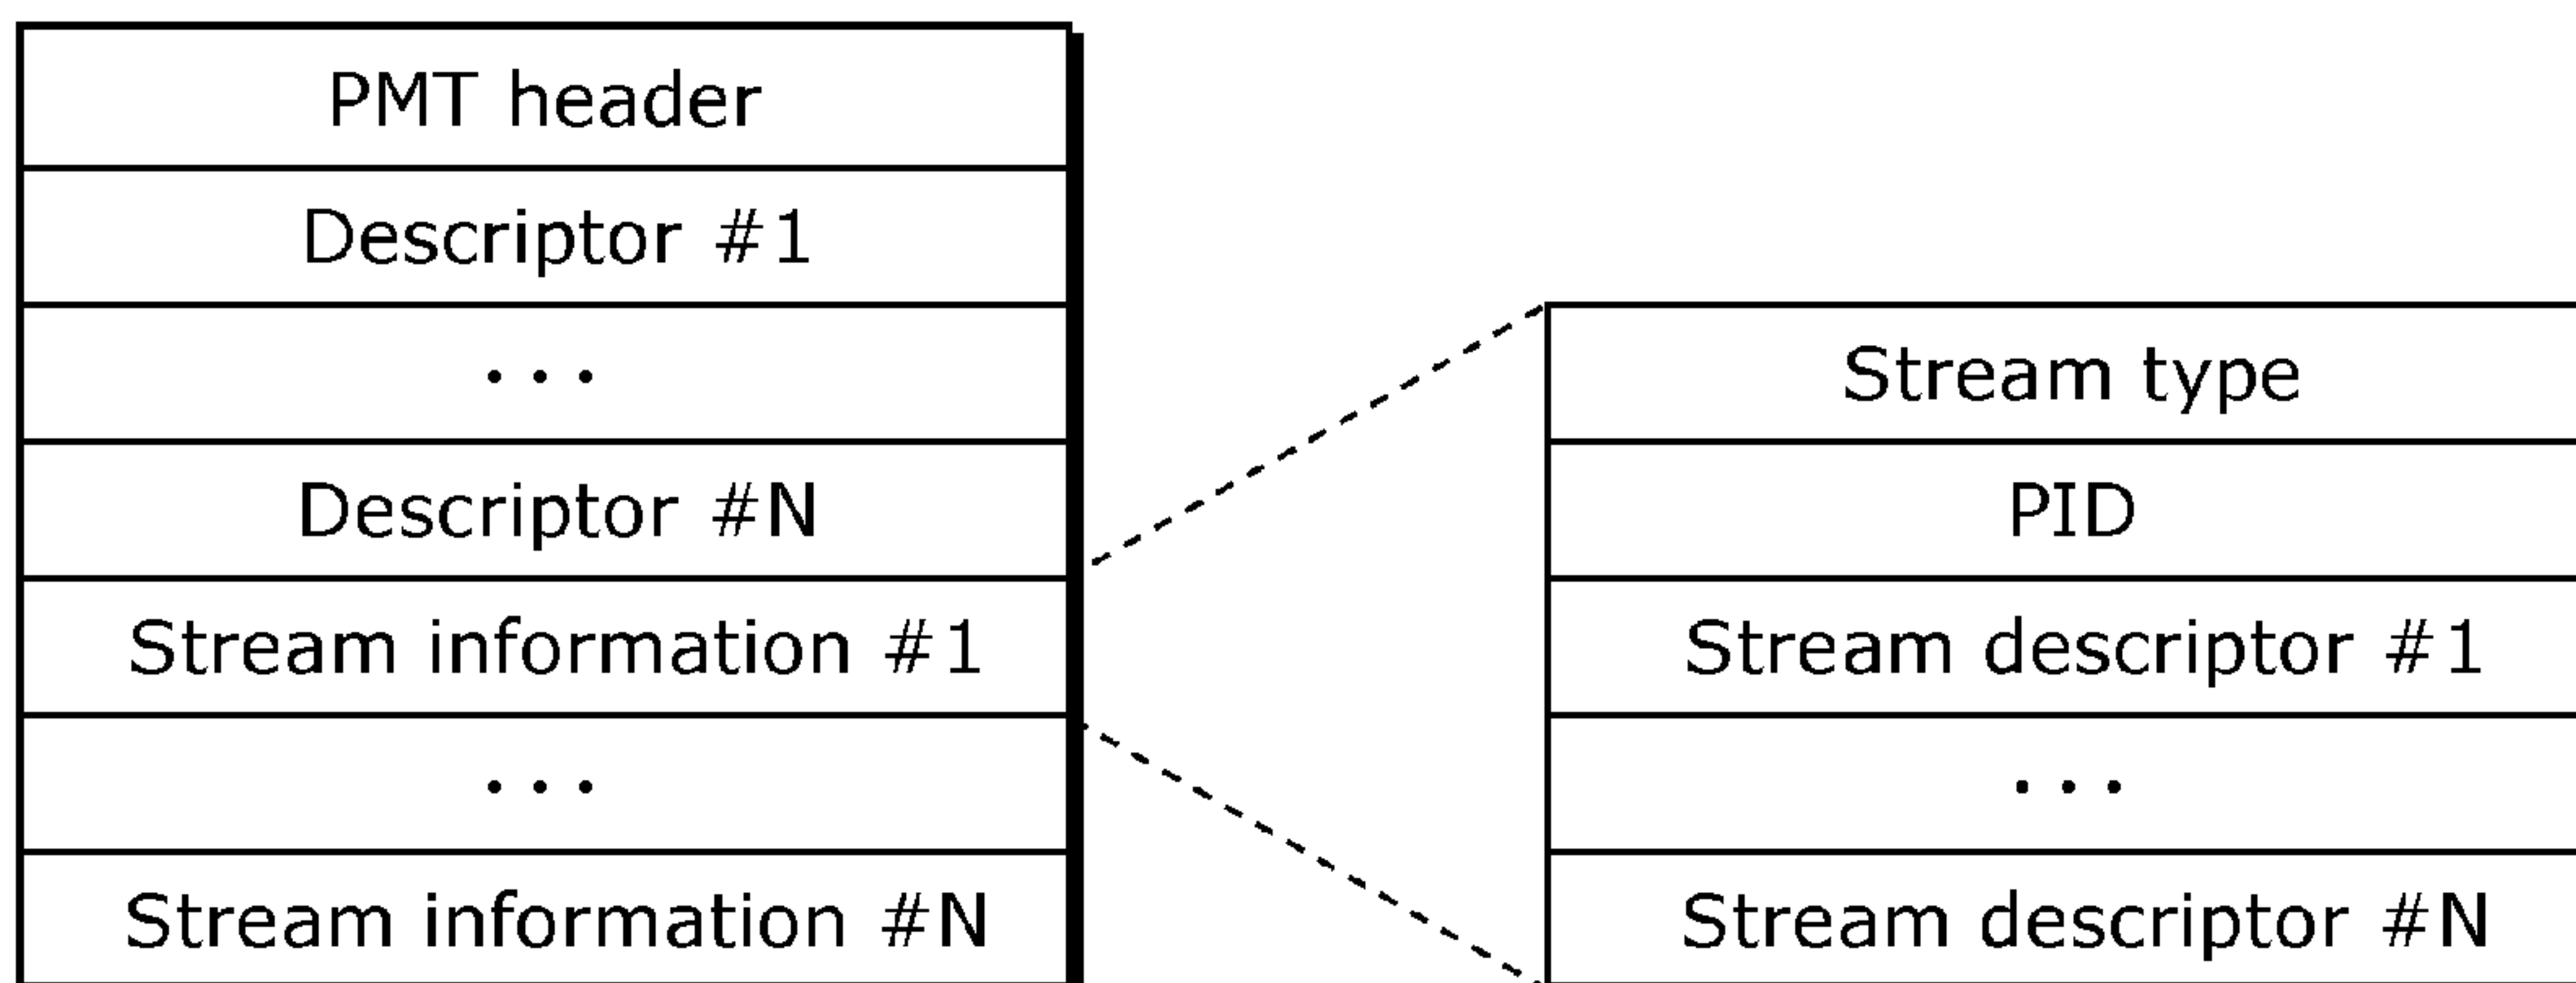 PMT header
Descriptor #1
...
Descriptor #N
Stream information #1
...
Stream information #N
Stream type
PID
Stream descriptor #1
...
Stream descriptor #N